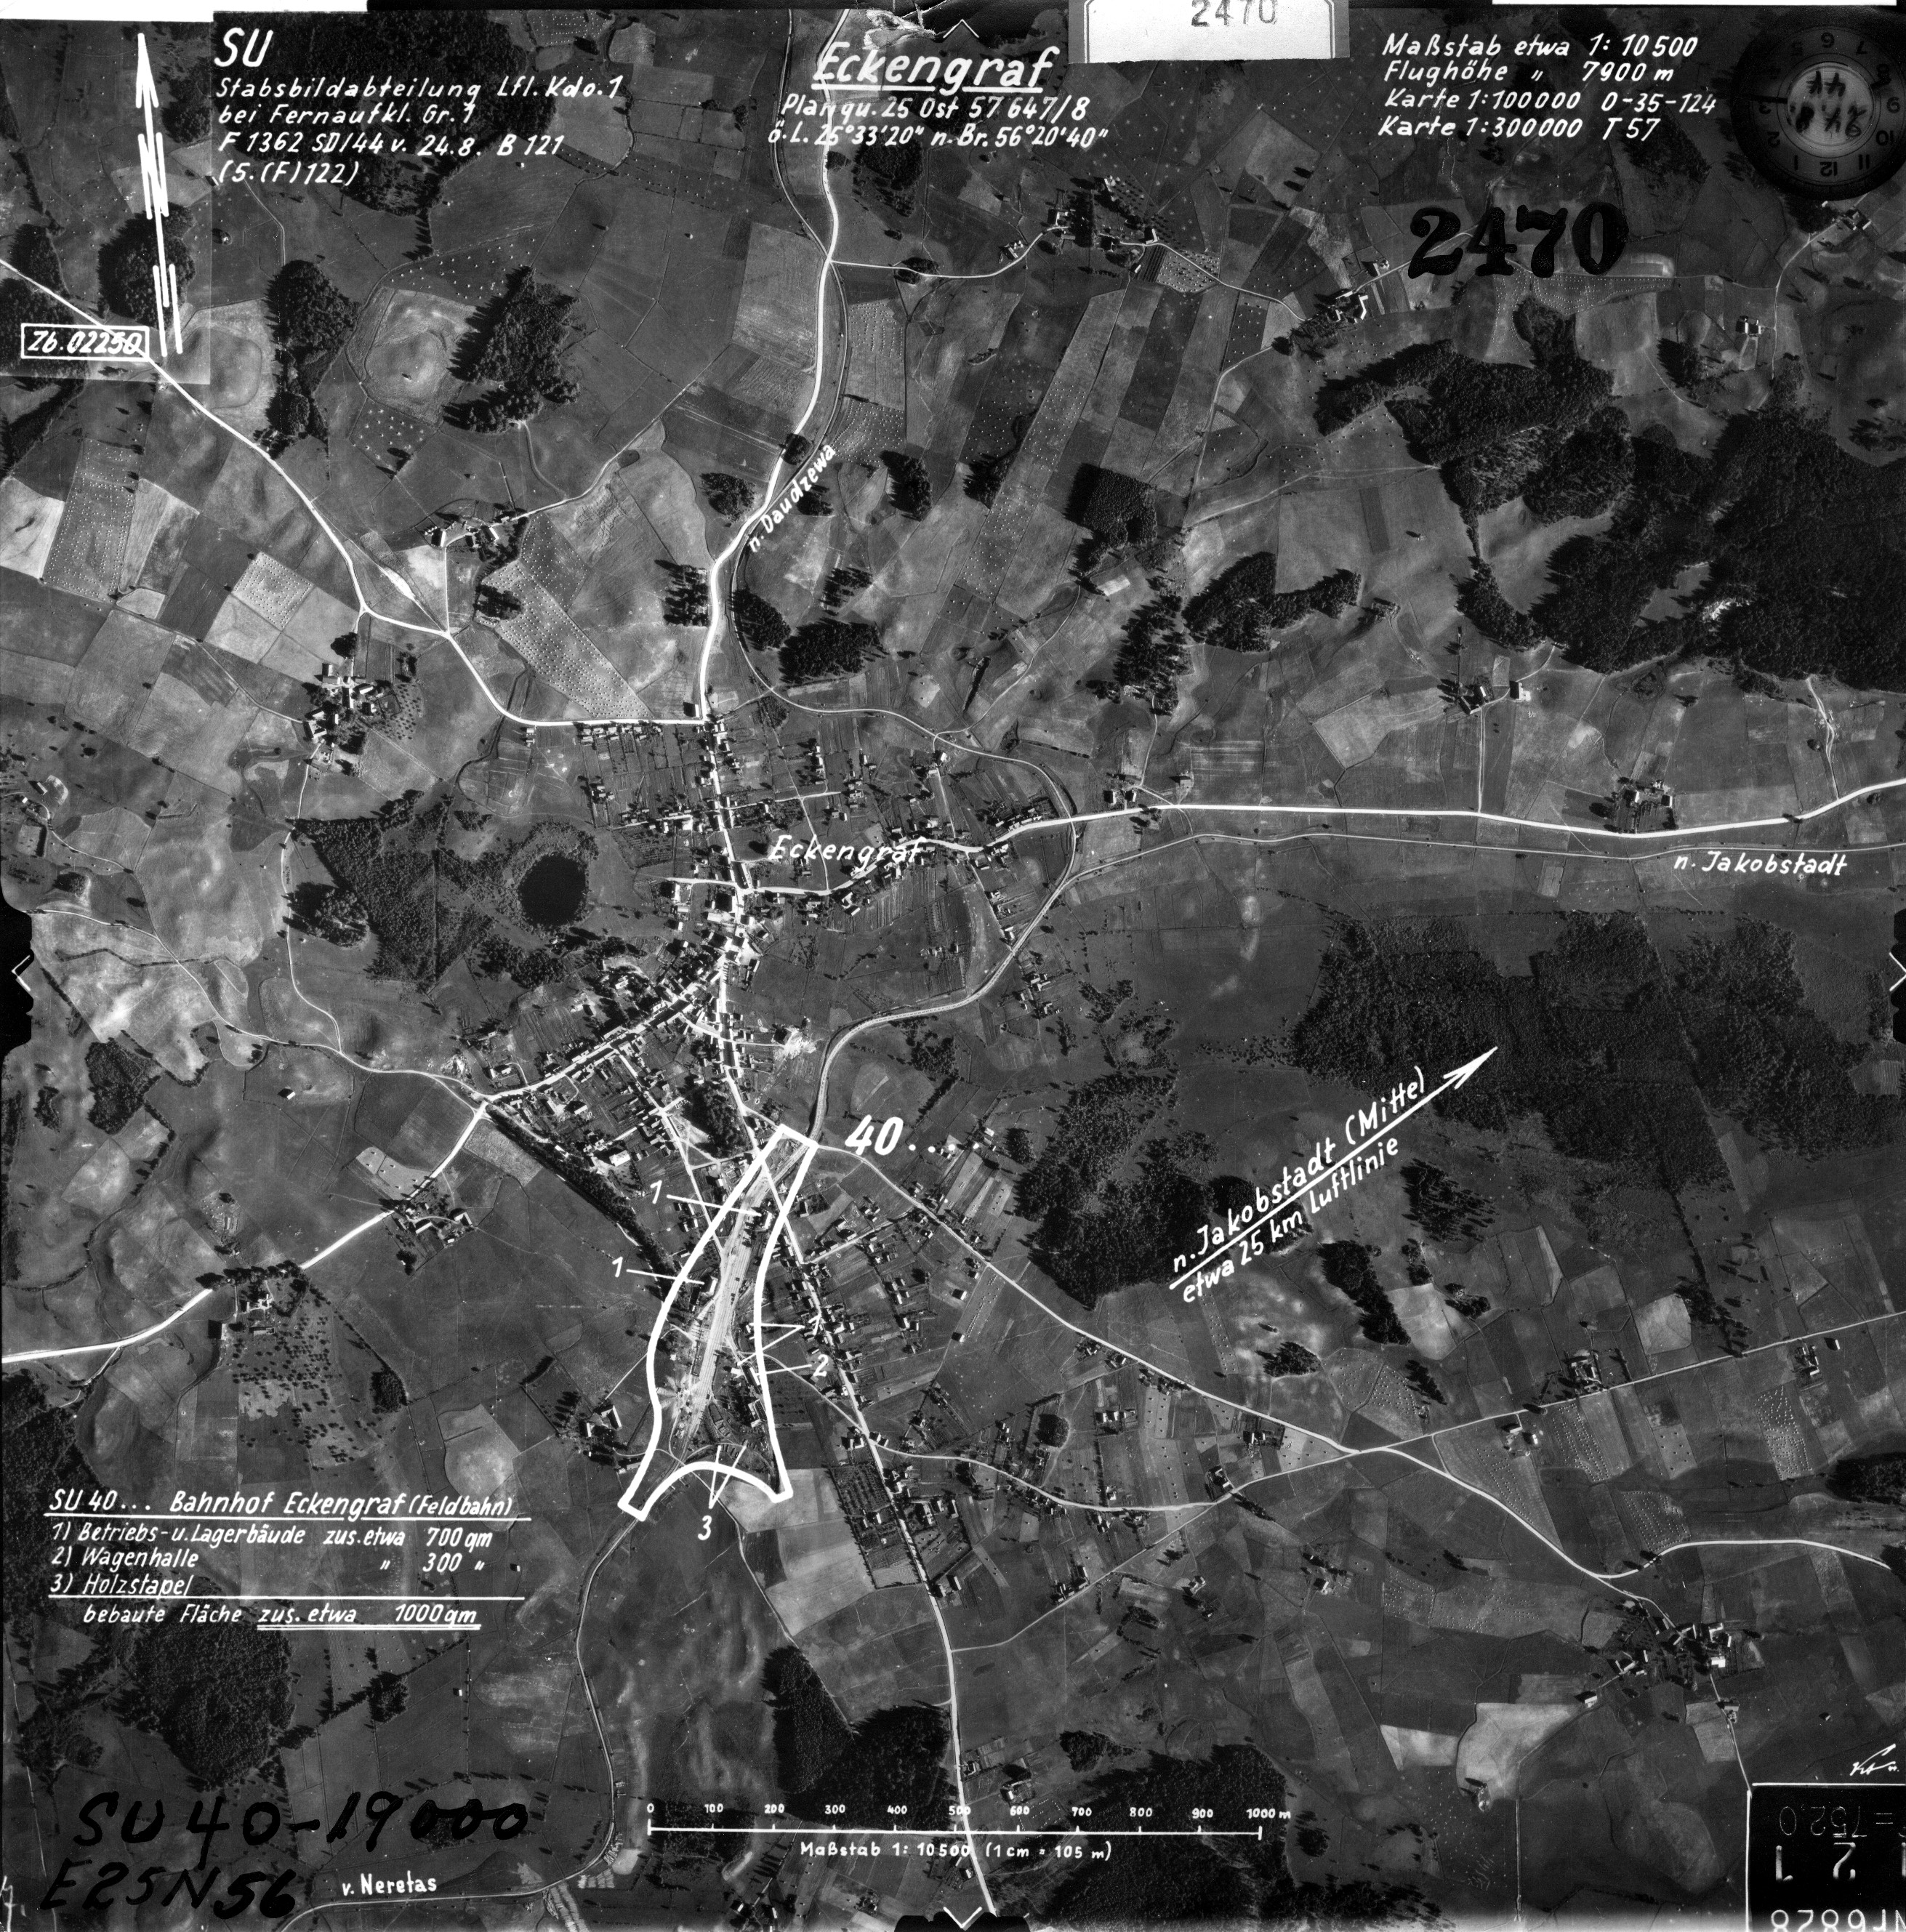 2470
SU
Stabsbildabteilung Lfl. Kdo. 1
bei Fernaufkl. Gr. 1
F 1362 SD/44 v. 24.8. B 121
(5. (F) 122)
Eckengraf
Planqu. 25 Ost 57 647/8
ö. L. 25°33'20" n. Br. 56°20'40"
Maßstab etwa 1: 10 500
Flughöhe „ 7900 m
Karte 1:100000 O-35-124
Karte 1:300000 T 57
2470
Zb. 02250
n. Daudzewa
Eckengraf
n. Jakobstadt
40...
n. Jakobstadt (Mitte)
etwa 25 km Luftlinie
1
1
1
2
3
SU 40... Bahnhof Eckengraf (Feldbahn)
1) Betriebs- u. Lagerbäude zus. etwa 700 qm
2) Wagenhalle „ 300 „
3) Holzstapel
bebaute Fläche zus. etwa 1000 qm
SU 40-19000
E25N56
v. Neretas
0 100 200 300 400 500 600 700 800 900 1000 m
Maßstab 1: 10 500 (1 cm = 105 m)